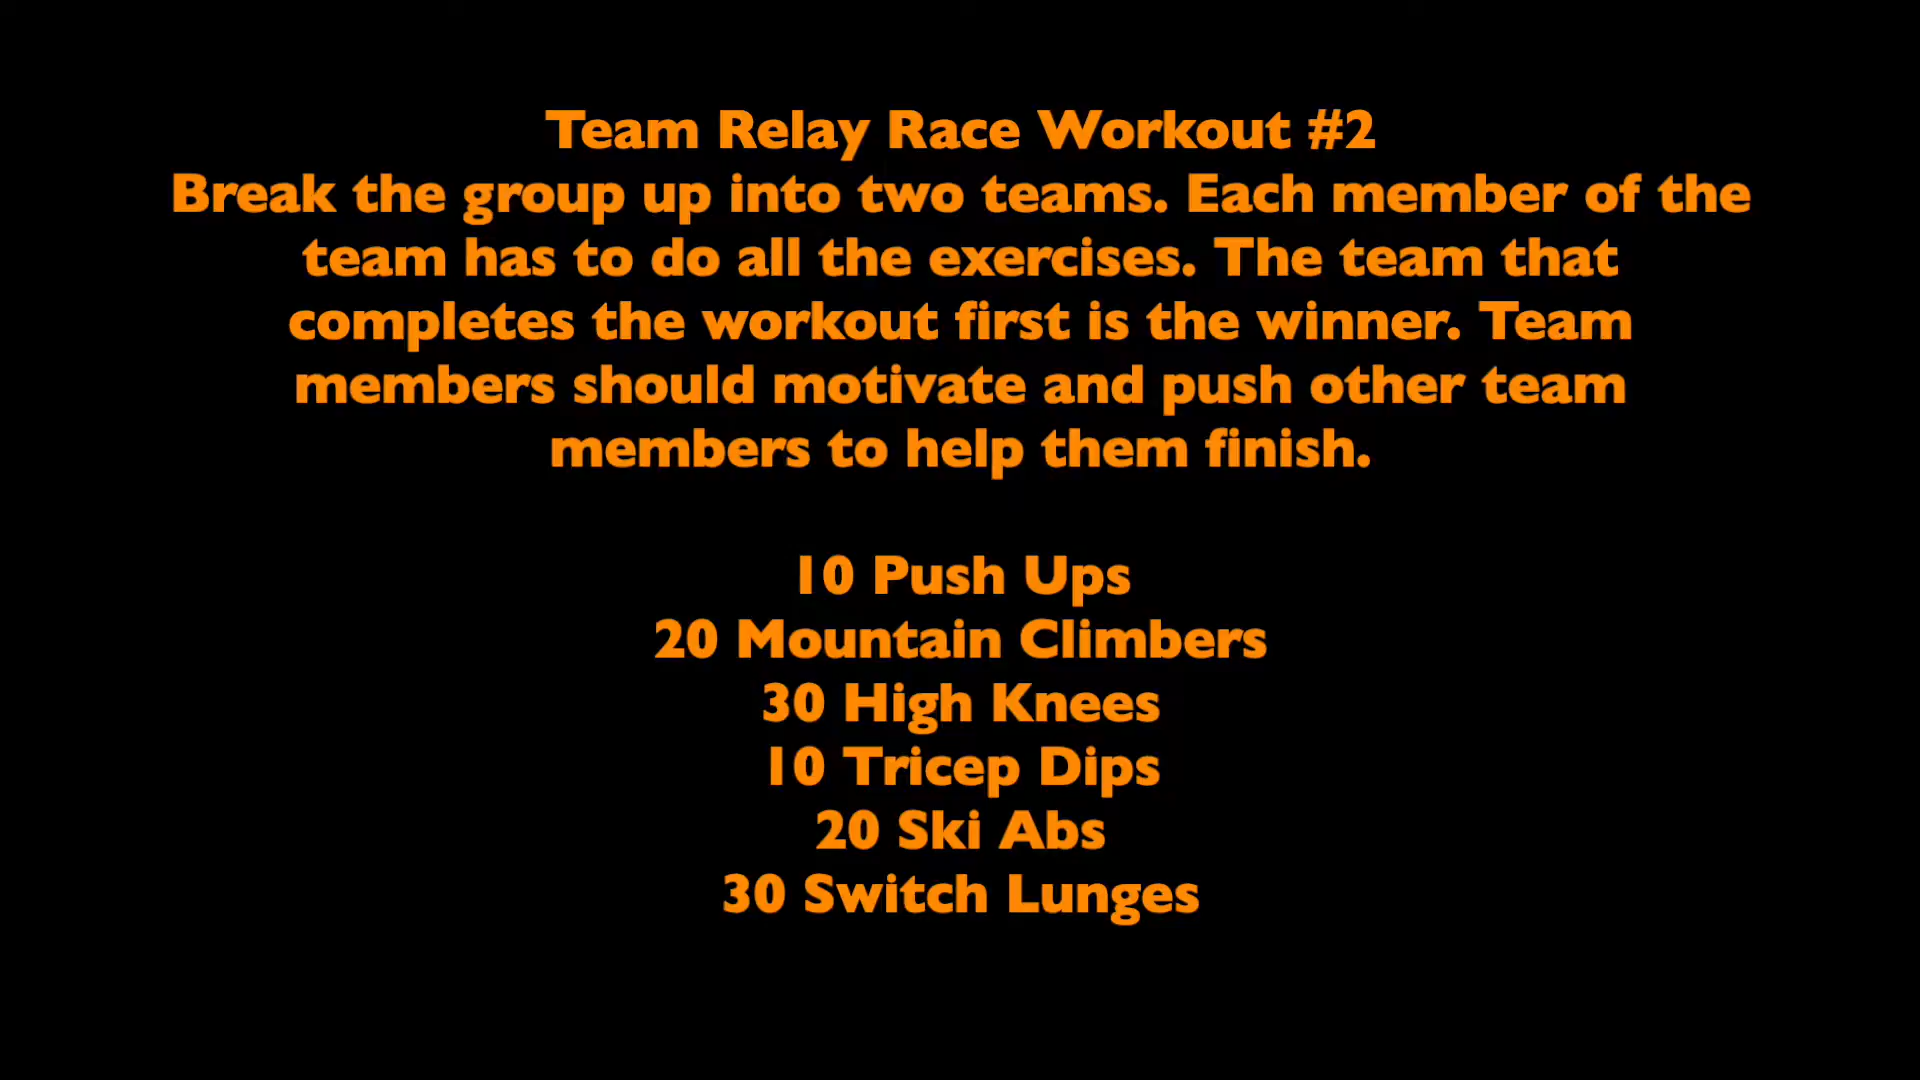 Team Relay Race Workout #2
Break the group up into two teams. Each member of the
team has to do all the exercises. The team that
completes the workout first is the winner. Team
members should motivate and push other team
members to help them finish.
10 Push Ups
20 Mountain Climbers
30 High Knees
10 Tricep Dips
20 Ski Abs
30 Switch Lunges